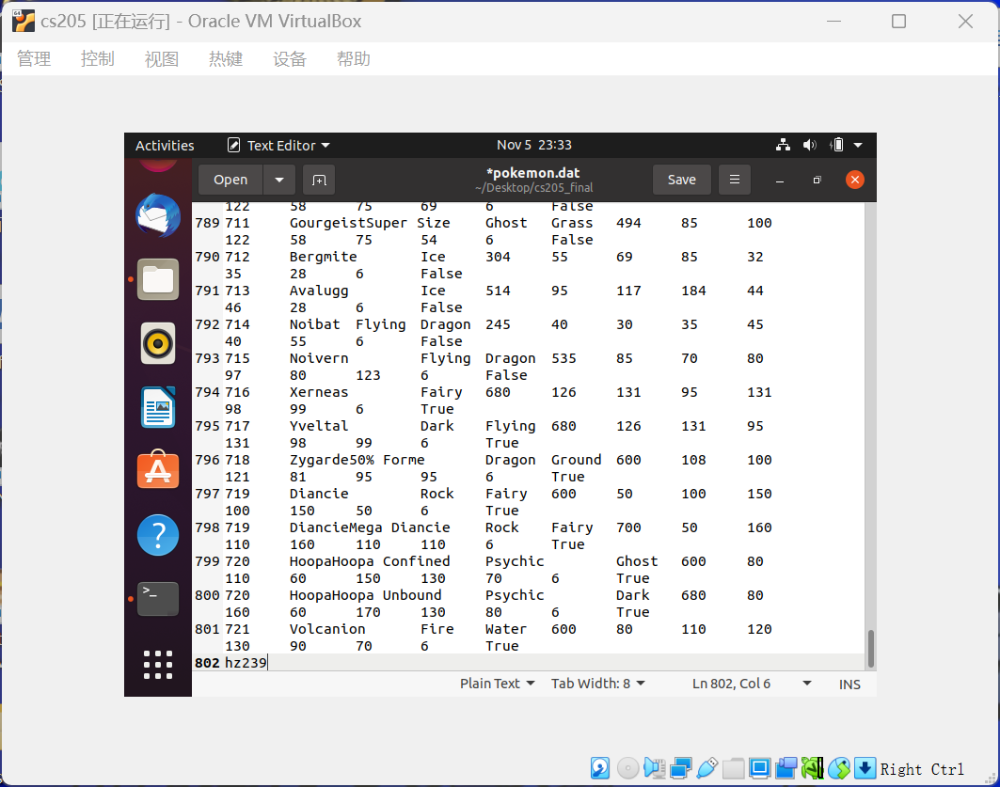 cs205 [正在运行] - Oracle VM VirtualBox
管理 控制 视图 热键 设备 帮助
Activities Text Editor Nov 5 23:33
Open *pokemon.dat Save
~/Desktop/cs205_final
122 58 75 69 6 False
789 711 GourgeistSuper Size Ghost Grass 494 85 100
122 58 75 54 6 False
790 712 Bergmite Ice 304 55 69 85 32
35 28 6 False
791 713 Avalugg Ice 514 95 117 184 44
46 28 6 False
792 714 Noibat Flying Dragon 245 40 30 35 45
40 55 6 False
793 715 Noivern Flying Dragon 535 85 70 80
97 80 123 6 False
794 716 Xerneas Fairy 680 126 131 95 131
98 99 6 True
795 717 Yveltal Dark Flying 680 126 131 95
131 98 99 6 True
796 718 Zygarde50% Forme Dragon Ground 600 108 100
121 81 95 95 6 True
797 719 Diancie Rock Fairy 600 50 100 150
100 150 50 6 True
798 719 DiancieMega Diancie Rock Fairy 700 50 160
110 160 110 110 6 True
799 720 HoopaHoopa Confined Psychic Ghost 600 80
110 60 150 130 70 6 True
800 720 HoopaHoopa Unbound Psychic Dark 680 80
160 60 170 130 80 6 True
801 721 Volcanion Fire Water 600 80 110 120
130 90 70 6 True
802 hz239
Plain Text Tab Width: 8 Ln 802, Col 6 INS
Right Ctrl